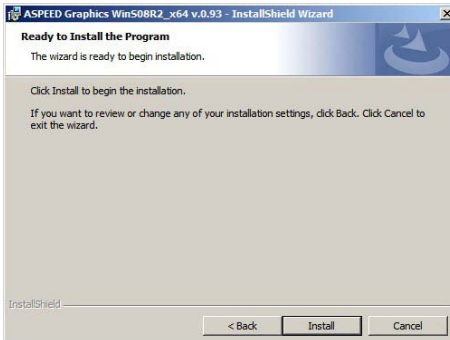 ASPEED Graphics WinS08R2_x64 v.0.93 - InstallShield Wizard
Ready to Install the Program
The wizard is ready to begin installation.
Click Install to begin the installation.
If you want to review or change any of your installation settings, click Back. Click Cancel to
exit the wizard.
InstallShield
< Back
Install
Cancel